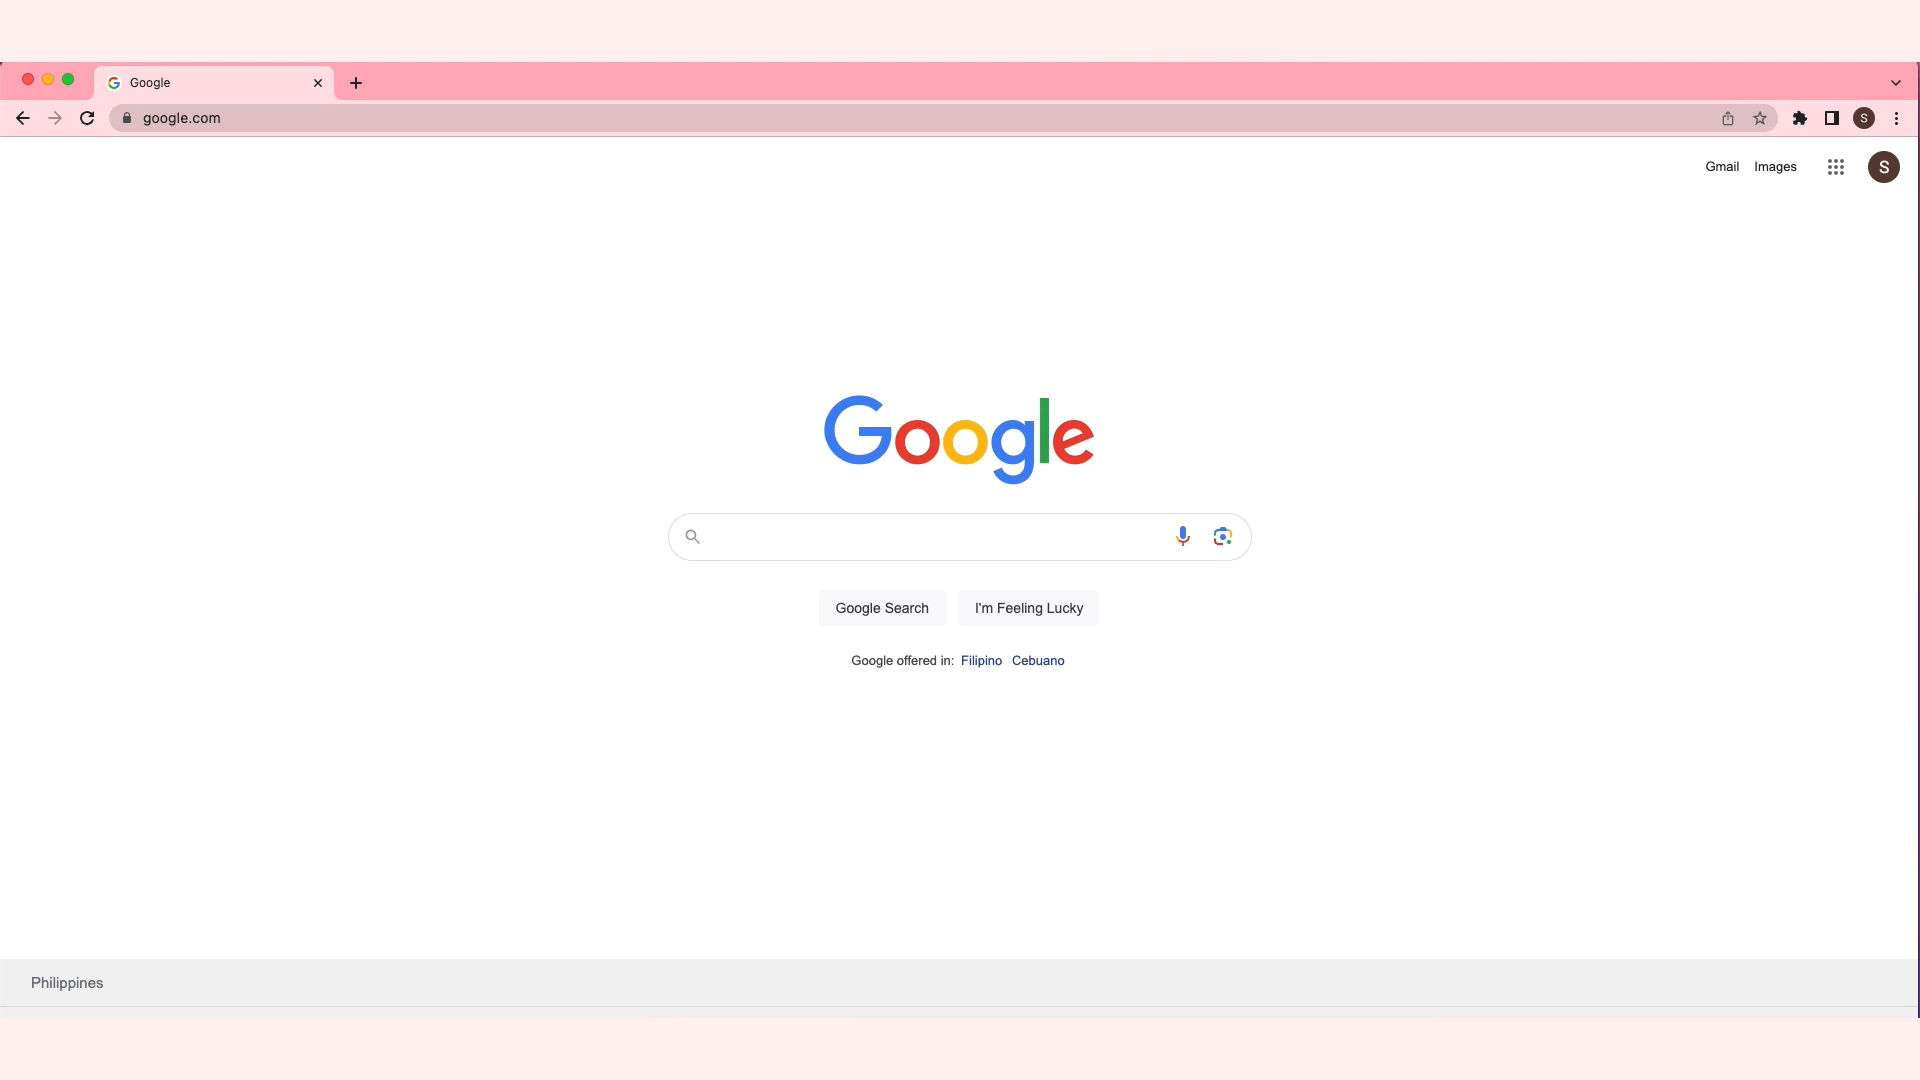 Google
google.com
S
Gmail Images
S
Google
Google Search I'm Feeling Lucky
Google offered in: Filipino Cebuano
Philippines